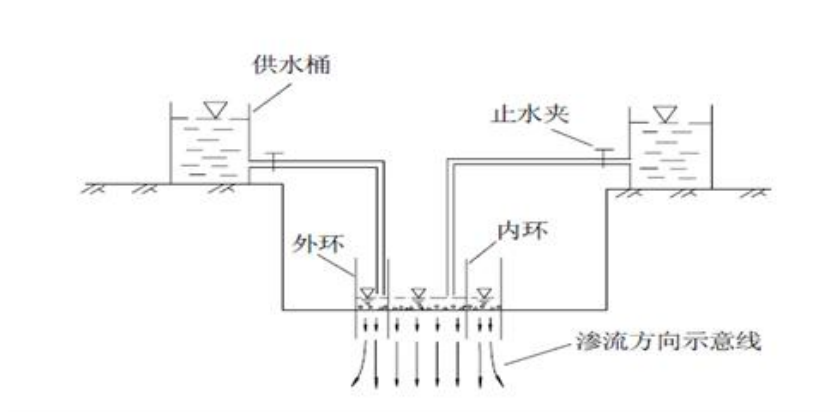 供水桶
止水夹
外环
内环
渗流方向示意线